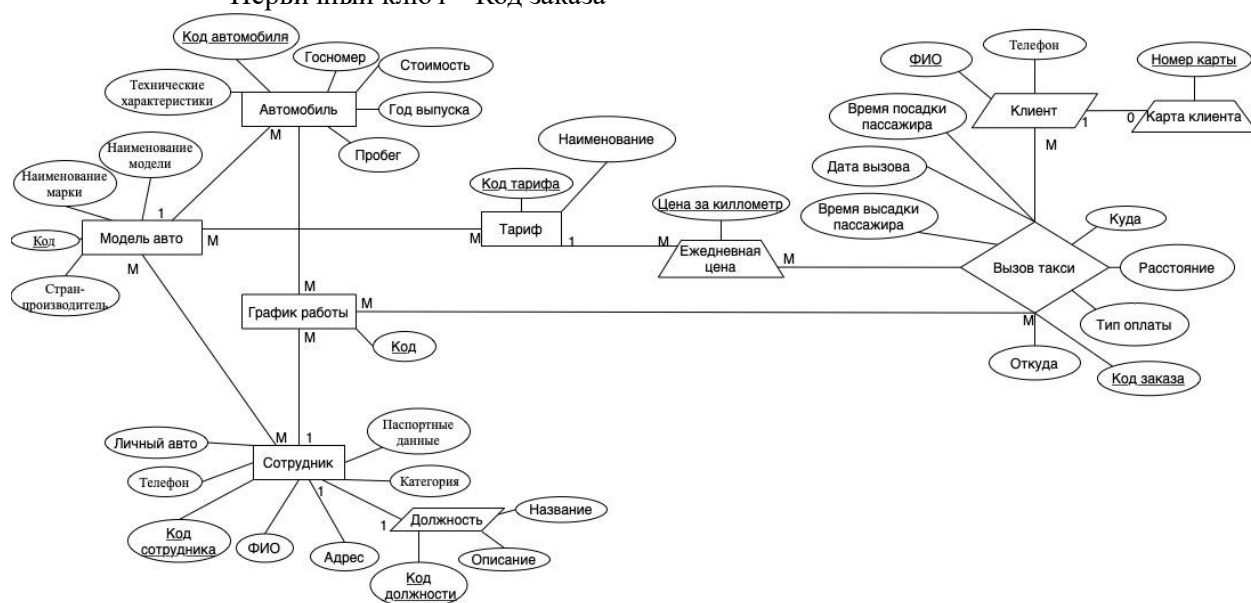 Первичный ключ – Код заказа
Код автомобиля
Госномер
Стоимость
Технические
характеристики
Автомобиль
Год выпуска
М
М
Пробег
Наименование
модели
Наименование
марки
1
Код
Модель авто
М
М
Стран-
производитель
Наименование
Код тарифа
Тариф
М
1
Цена за киллометр
М
Ежедневная
цена
М
ФИО
Телефон
Номер карты
Клиент
1
0
Карта клиента
М
Время посадки
пассажира
Дата вызова
Время высадки
пассажира
Куда
Вызов такси
Расстояние
Тип оплаты
М
Откуда
Код заказа
М
График работы
М
М
Код
Личный авто
М
1
Паспортные
данные
Сотрудник
Телефон
Категория
1
Код
сотрудника
ФИО
Адрес
1
Должность
Название
Описание
Код
должности